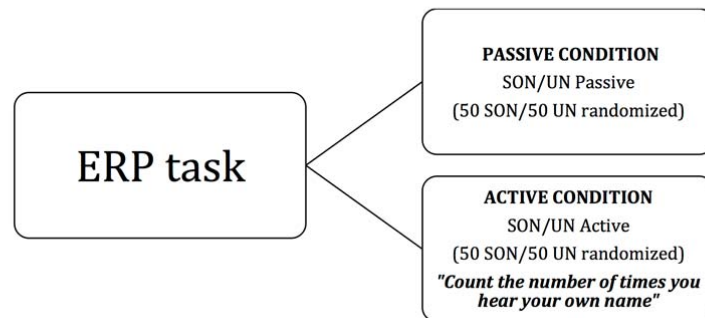 ERP task
PASSIVE CONDITION
SON/UN Passive
(50 SON/50 UN randomized)
ACTIVE CONDITION
SON/UN Active
(50 SON/50 UN randomized)
"Count the number of times you
hear your own name"